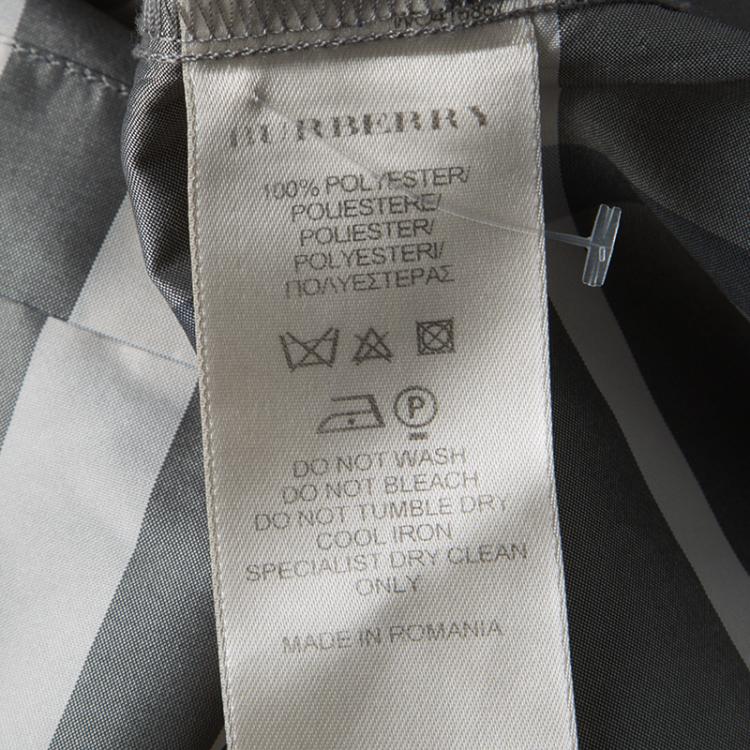 BURBERRY
100% POLYESTER/
POLIESTERE/
POLIESTER/
POLYESTERI/
ΠΟΛΥΕΣΤΕΡΑΣ
P
DO NOT WASH
DO NOT BLEACH
DO NOT TUMBLE DRY
COOL IRON
SPECIALIST DRY CLEAN
ONLY
MADE IN ROMANIA